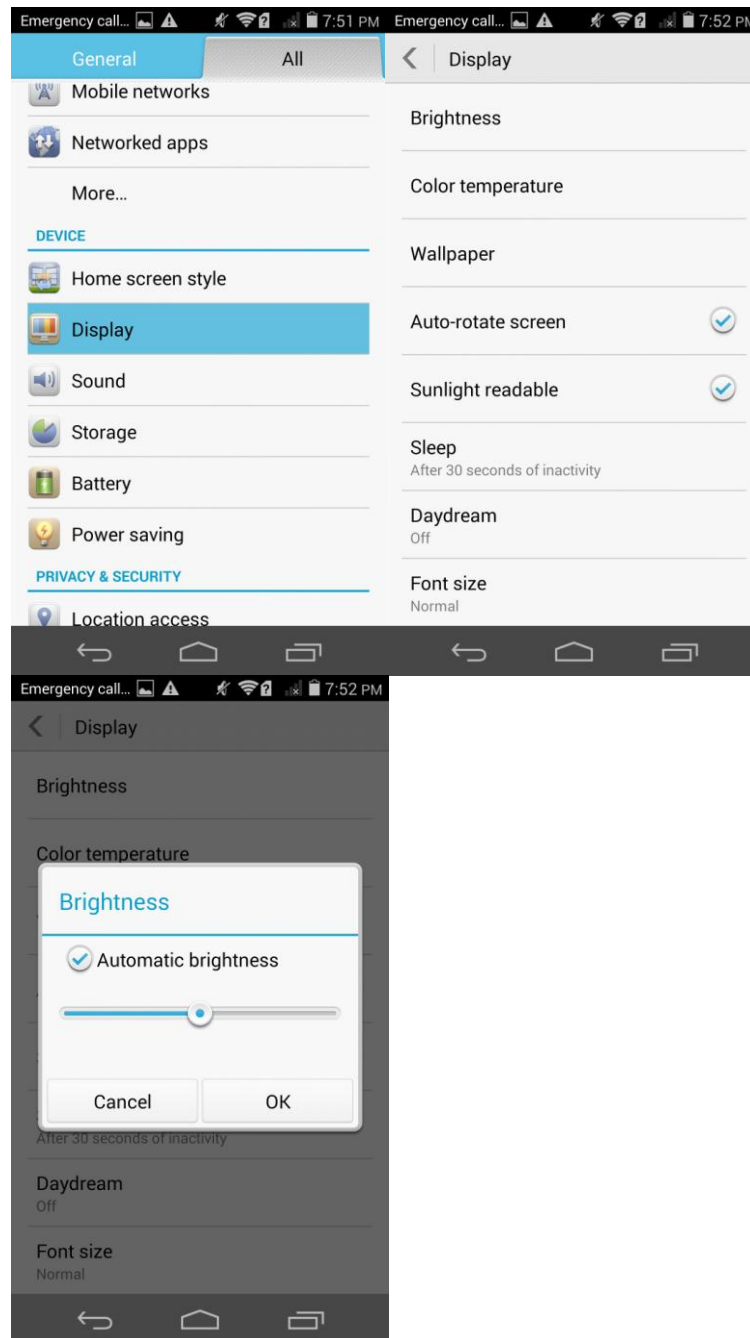 Emergency call... 7:51 PM
General All
Mobile networks
Networked apps
More...
DEVICE
Home screen style
Display
Sound
Storage
Battery
Power saving
PRIVACY & SECURITY
Location access
Emergency call... 7:52 PM
Display
Brightness
Color temperature
Wallpaper
Auto-rotate screen
Sunlight readable
Sleep
After 30 seconds of inactivity
Daydream
Off
Font size
Normal
Emergency call... 7:52 PM
Display
Brightness
Color temperature
Brightness
Automatic brightness
Cancel OK
After 30 seconds of inactivity
Daydream
Off
Font size
Normal